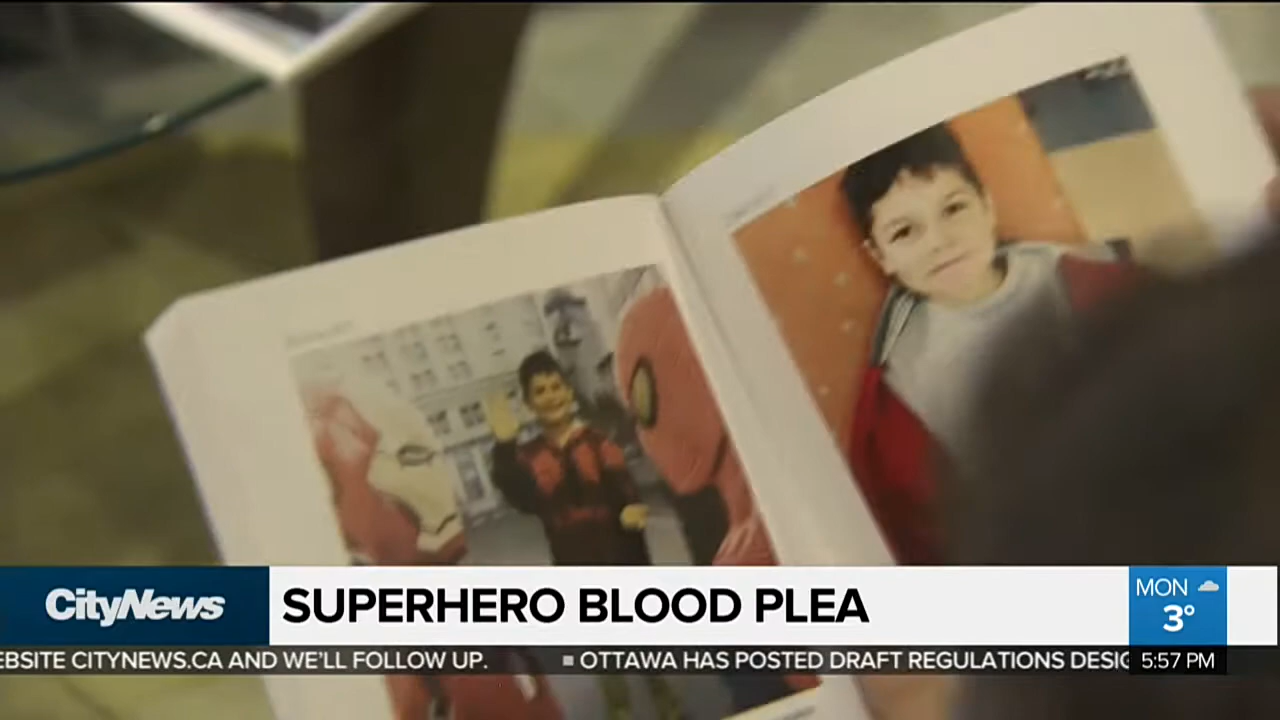 CityNews
SUPERHERO BLOOD PLEA
MON
3°
EBSITE CITYNEWS.CA AND WE'LL FOLLOW UP. ■ OTTAWA HAS POSTED DRAFT REGULATIONS DESIG
5:57 PM